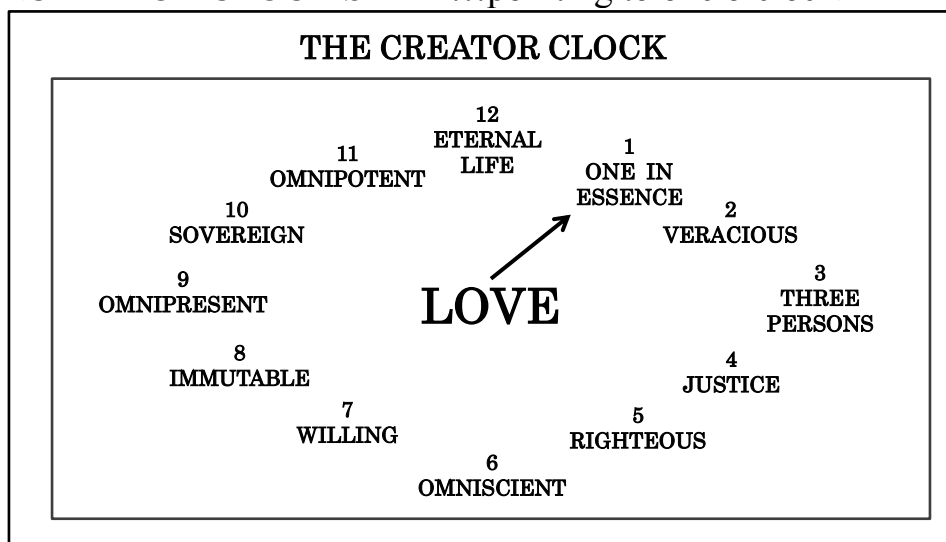 THE CREATOR CLOCK
12
ETERNAL
LIFE
1
ONE IN
ESSENCE
2
VERACIOUS
3
THREE
PERSONS
4
JUSTICE
5
RIGHTEOUS
6
OMNISCIENT
7
WILLING
8
IMMUTABLE
9
OMNIPRESENT
10
SOVEREIGN
11
OMNIPOTENT
LOVE